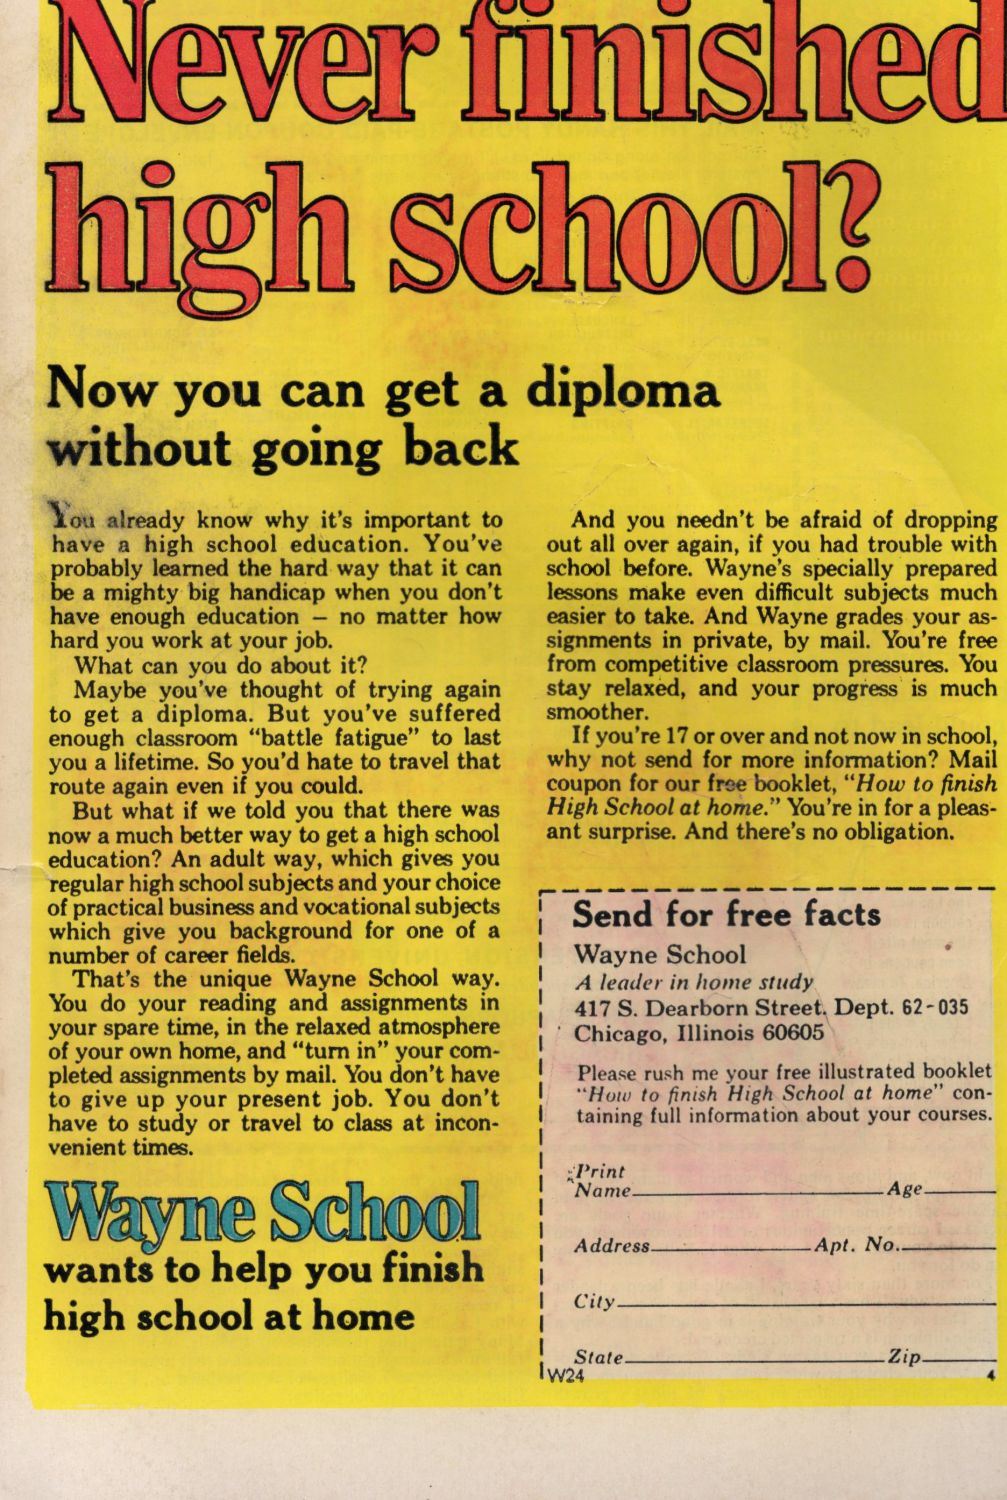 Never finished
high school?
Now you can get a diploma
without going back
You already know why it's important to
have a high school education. You've
probably learned the hard way that it can
be a mighty big handicap when you don't
have enough education — no matter how
hard you work at your job.
What can you do about it?
Maybe you've thought of trying again
to get a diploma. But you've suffered
enough classroom "battle fatigue" to last
you a lifetime. So you'd hate to travel that
route again even if you could.
But what if we told you that there was
now a much better way to get a high school
education? An adult way, which gives you
regular high school subjects and your choice
of practical business and vocational subjects
which give you background for one of a
number of career fields.
That's the unique Wayne School way.
You do your reading and assignments in
your spare time, in the relaxed atmosphere
of your own home, and "turn in" your com-
pleted assignments by mail. You don't have
to give up your present job. You don't
have to study or travel to class at incon-
venient times.
Wayne School
wants to help you finish
high school at home
And you needn't be afraid of dropping
out all over again, if you had trouble with
school before. Wayne's specially prepared
lessons make even difficult subjects much
easier to take. And Wayne grades your as-
signments in private, by mail. You're free
from competitive classroom pressures. You
stay relaxed, and your progress is much
smoother.
If you're 17 or over and not now in school,
why not send for more information? Mail
coupon for our free booklet, "How to finish
High School at home." You're in for a pleas-
ant surprise. And there's no obligation.
Send for free facts
Wayne School
A leader in home study
417 S. Dearborn Street. Dept. 62-035
Chicago, Illinois 60605
Please rush me your free illustrated booklet
"How to finish High School at home" con-
taining full information about your courses.
Print
Name Age
Address Apt. No.
City
State Zip
W24 4